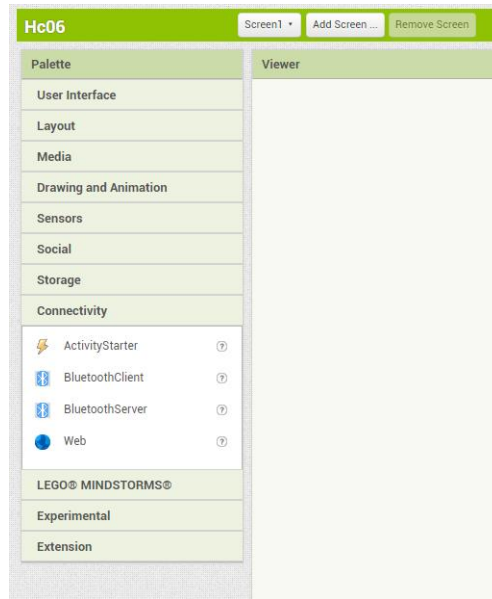 Hc06
Screen1
Add Screen ...
Remove Screen
Palette
Viewer
User Interface
Layout
Media
Drawing and Animation
Sensors
Social
Storage
Connectivity
ActivityStarter ?
BluetoothClient ?
BluetoothServer ?
Web ?
LEGO® MINDSTORMS®
Experimental
Extension